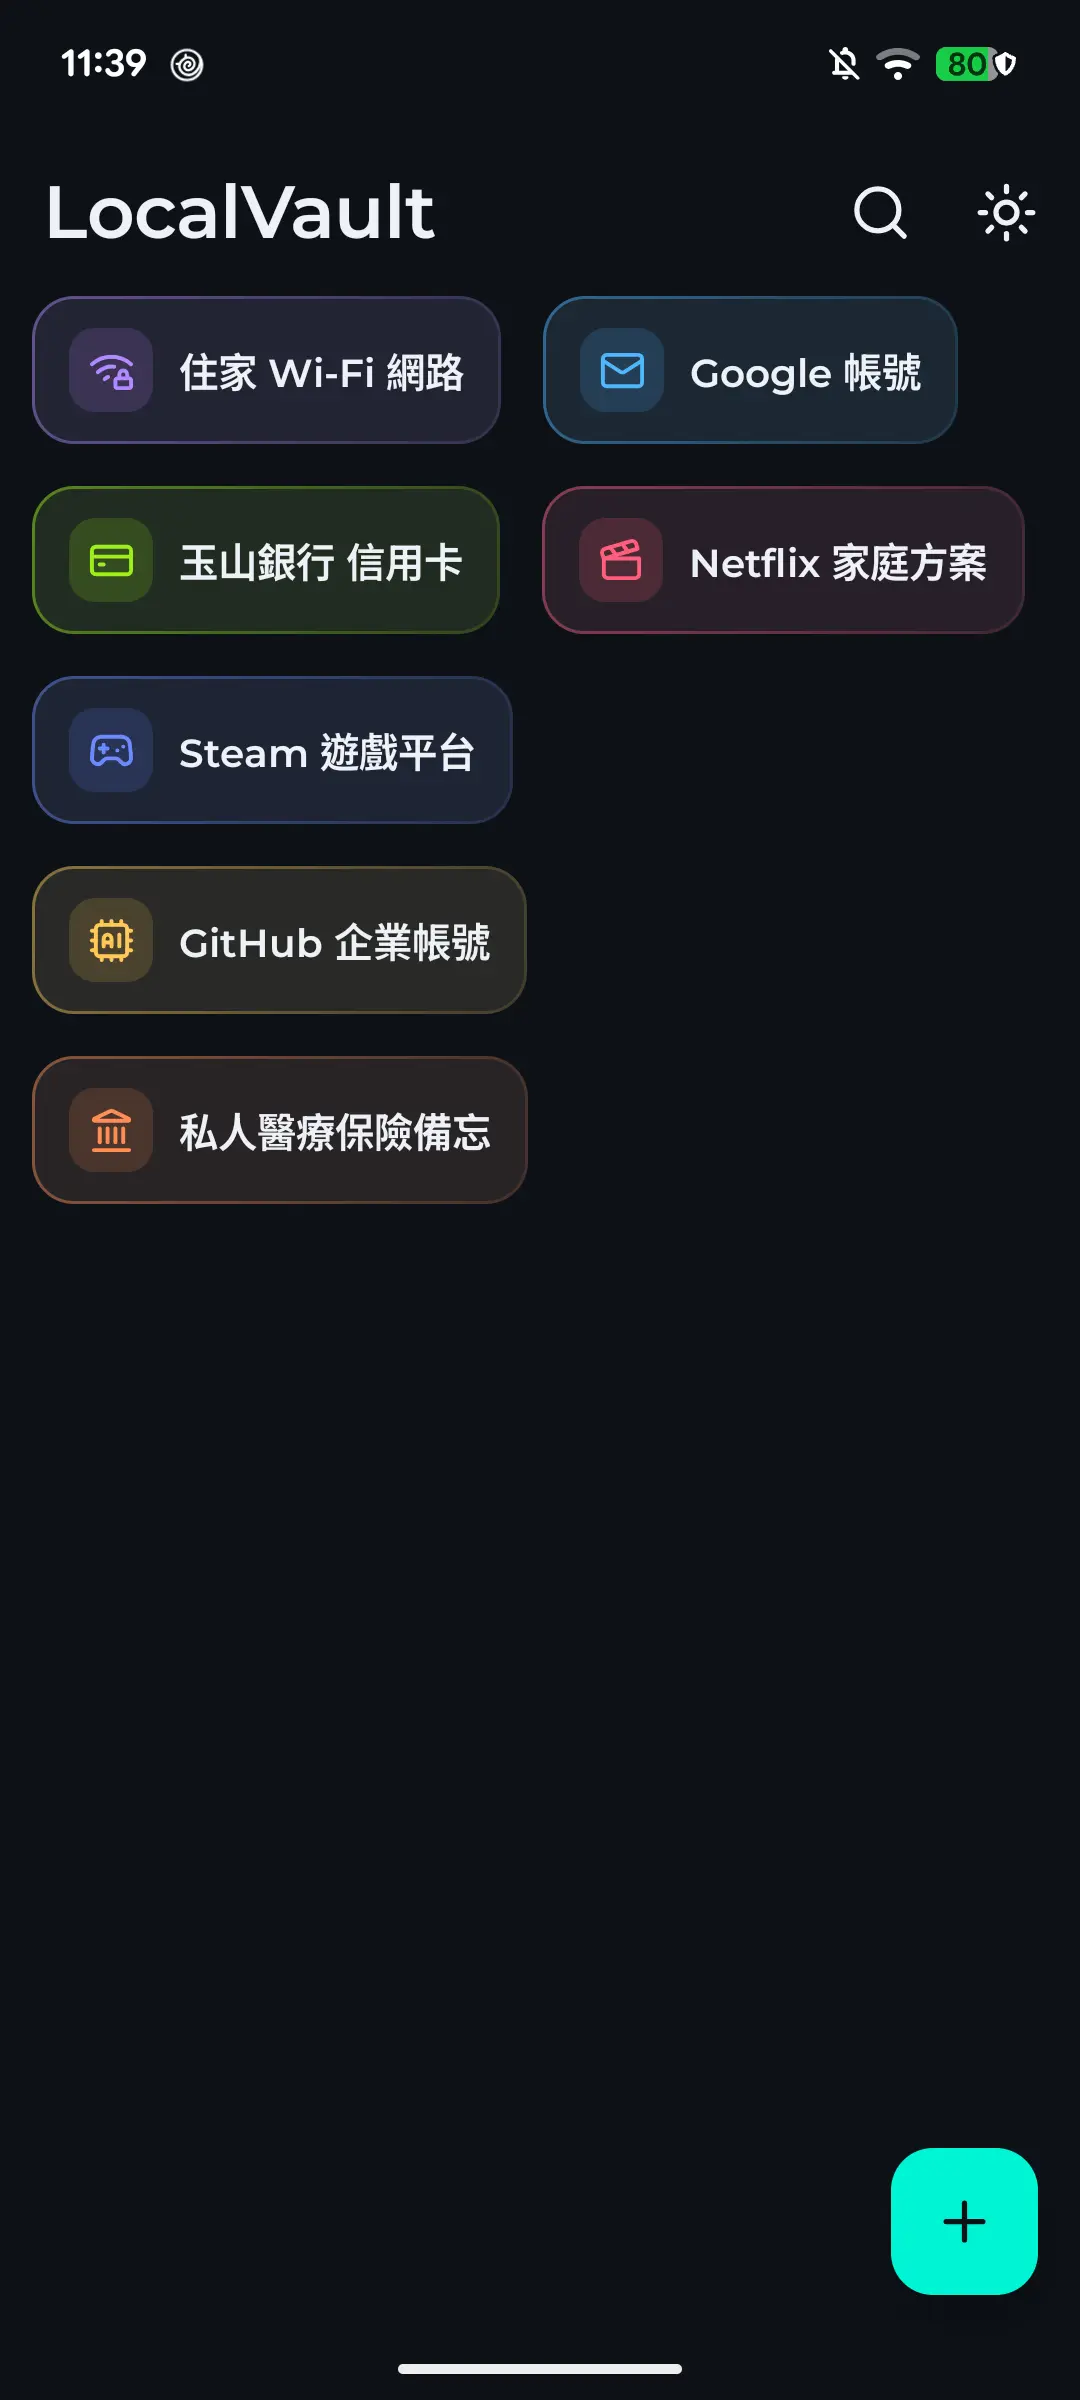 11:39
80
LocalVault
住家 Wi-Fi 網路
Google 帳號
玉山銀行 信用卡
Netflix 家庭方案
Steam 遊戲平台
GitHub 企業帳號
AI
私人醫療保險備忘